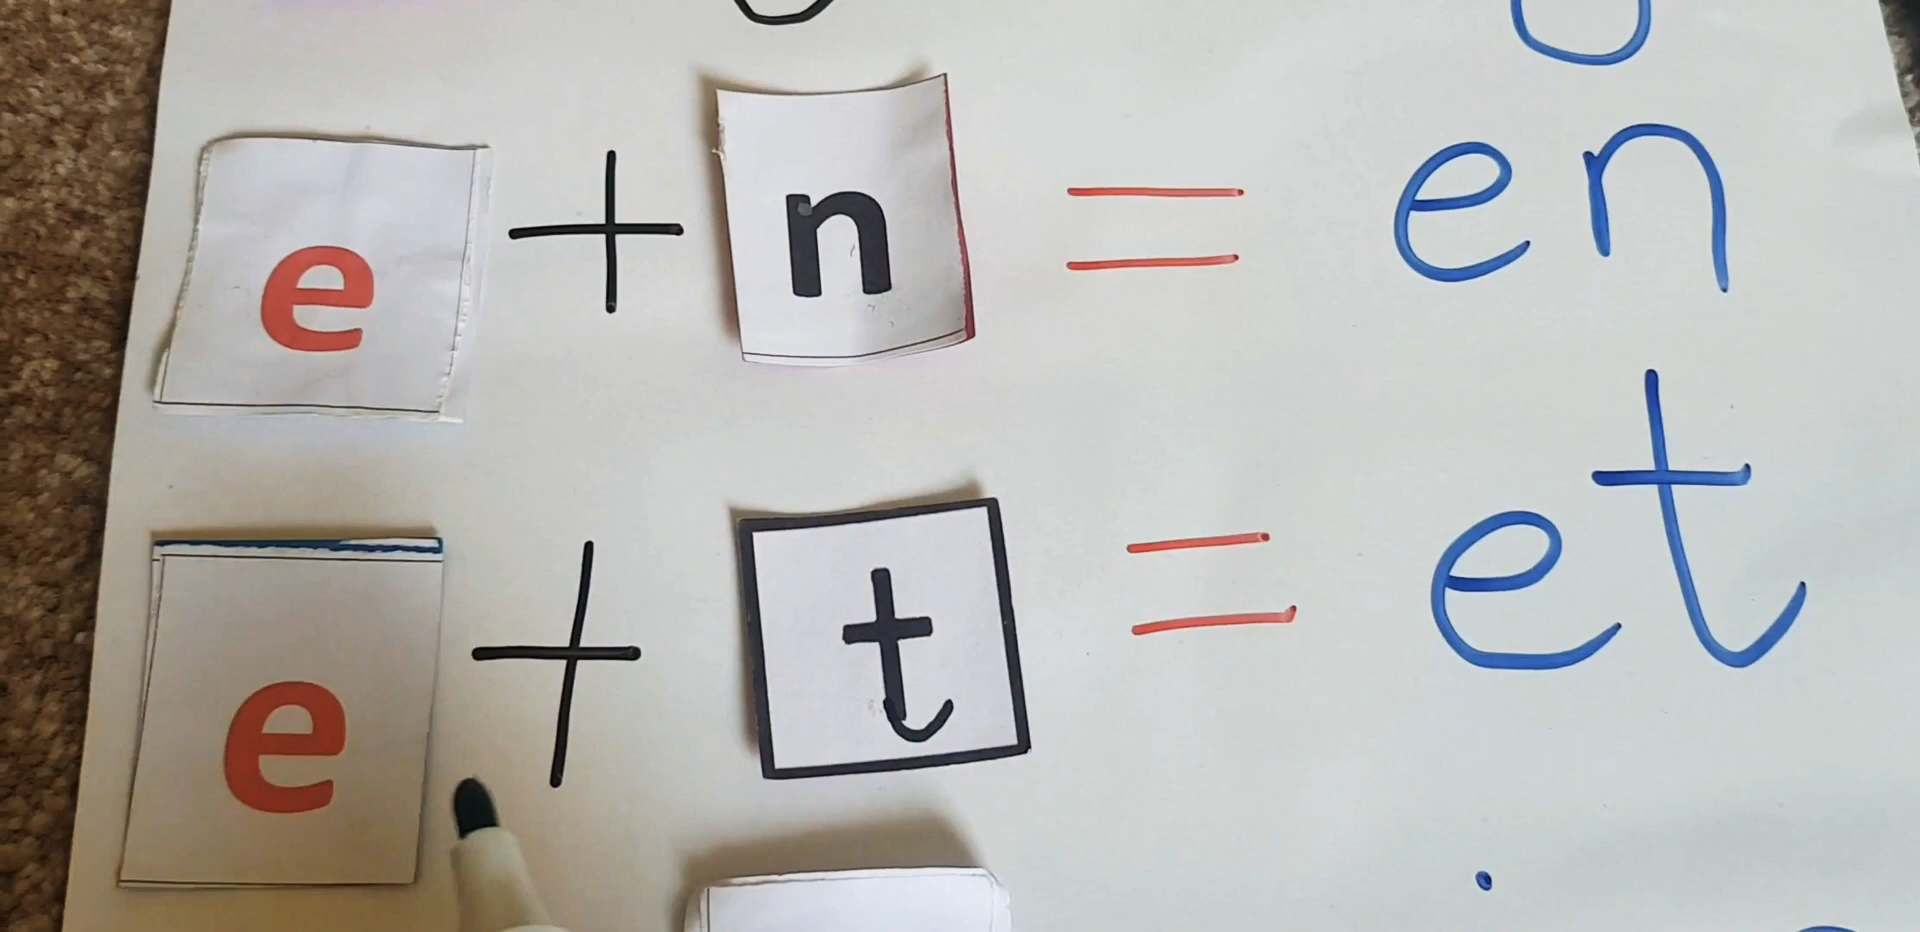 e + n = en
e + t = et